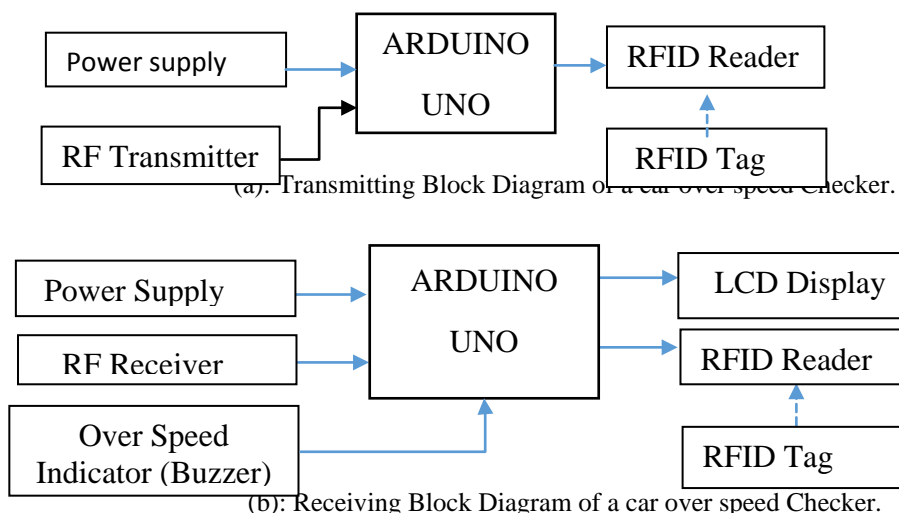 Power supply
ARDUINO
UNO
RFID Reader
RF Transmitter
RFID Tag
(a): Transmitting Block Diagram of a car over speed Checker.
Power Supply
ARDUINO
UNO
LCD Display
RF Receiver
RFID Reader
Over Speed
Indicator (Buzzer)
RFID Tag
(b): Receiving Block Diagram of a car over speed Checker.